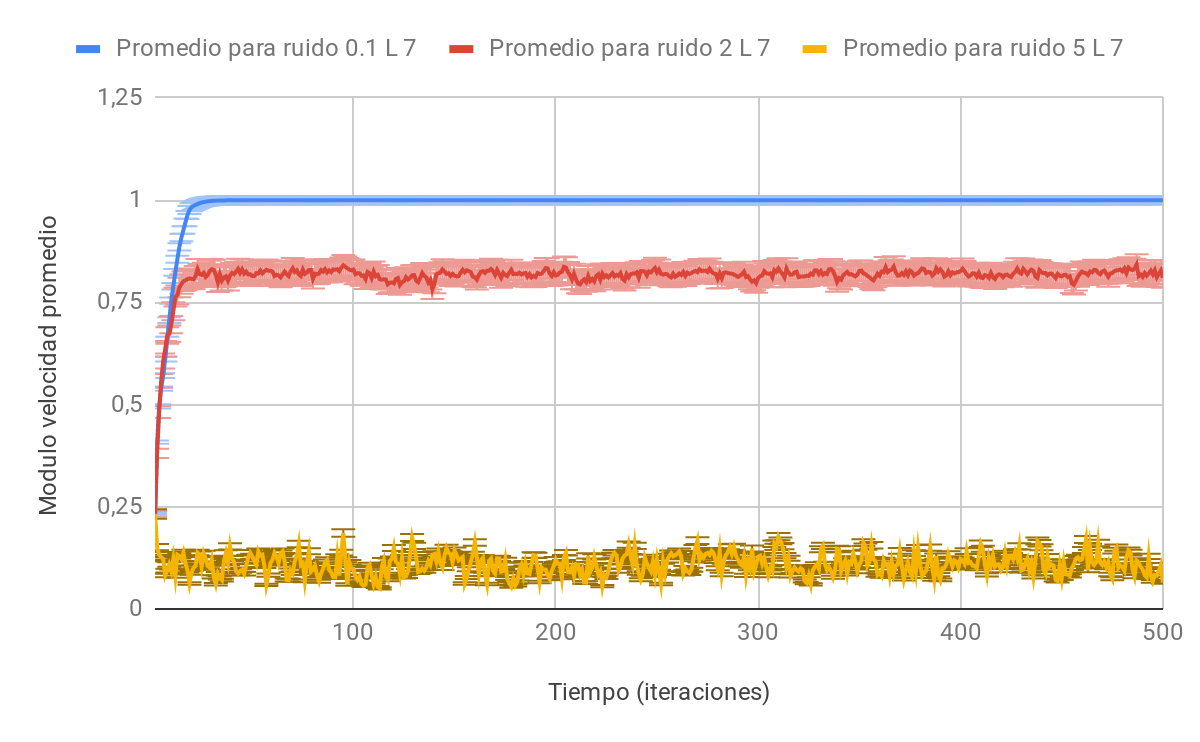 Promedio para ruido 0.1 L 7 Promedio para ruido 2 L 7 Promedio para ruido 5 L 7
1,25
1
0,75
0,5
0,25
0
Modulo velocidad promedio
100 200 300 400 500
Tiempo (iteraciones)